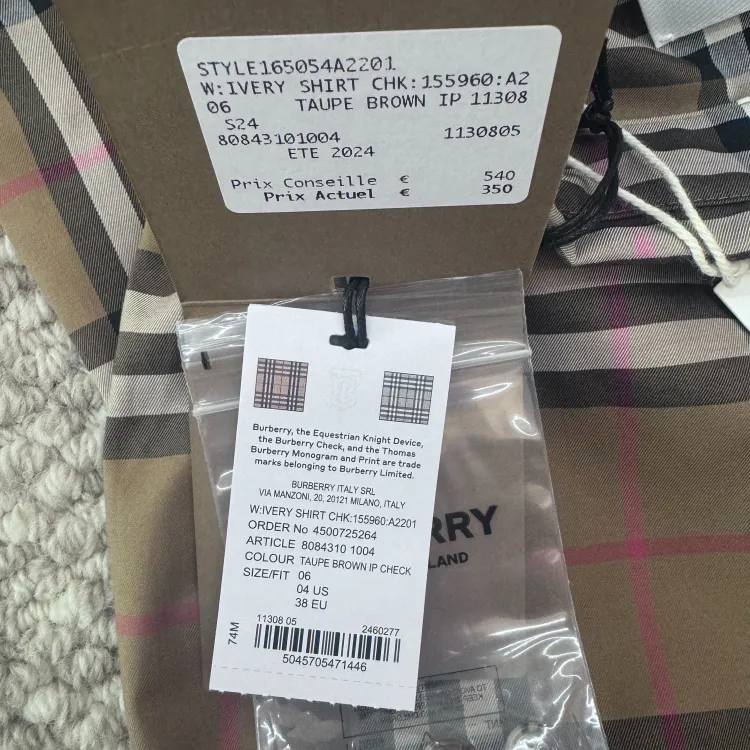 STYLE165054A2201
W:IVERY SHIRT CHK:155960:A2
06 TAUPE BROWN IP 11308
S24
80843101004 1130805
ETE 2024
Prix Conseille € 540
Prix Actuel € 350
Burberry, the Equestrian Knight Device,
the Burberry Check, and the Thomas
Burberry Monogram and Print are trade
marks belonging to Burberry Limited.
BURBERRY ITALY SRL
VIA MANZONI, 20, 20121 MILANO, ITALY
W:IVERY SHIRT CHK:155960:A2201
ORDER No 4500725264
ARTICLE 8084310 1004
COLOUR TAUPE BROWN IP CHECK
SIZE/FIT 06
04 US
38 EU
74M
11308 05 2460277
5045705471446
RRY
LAND